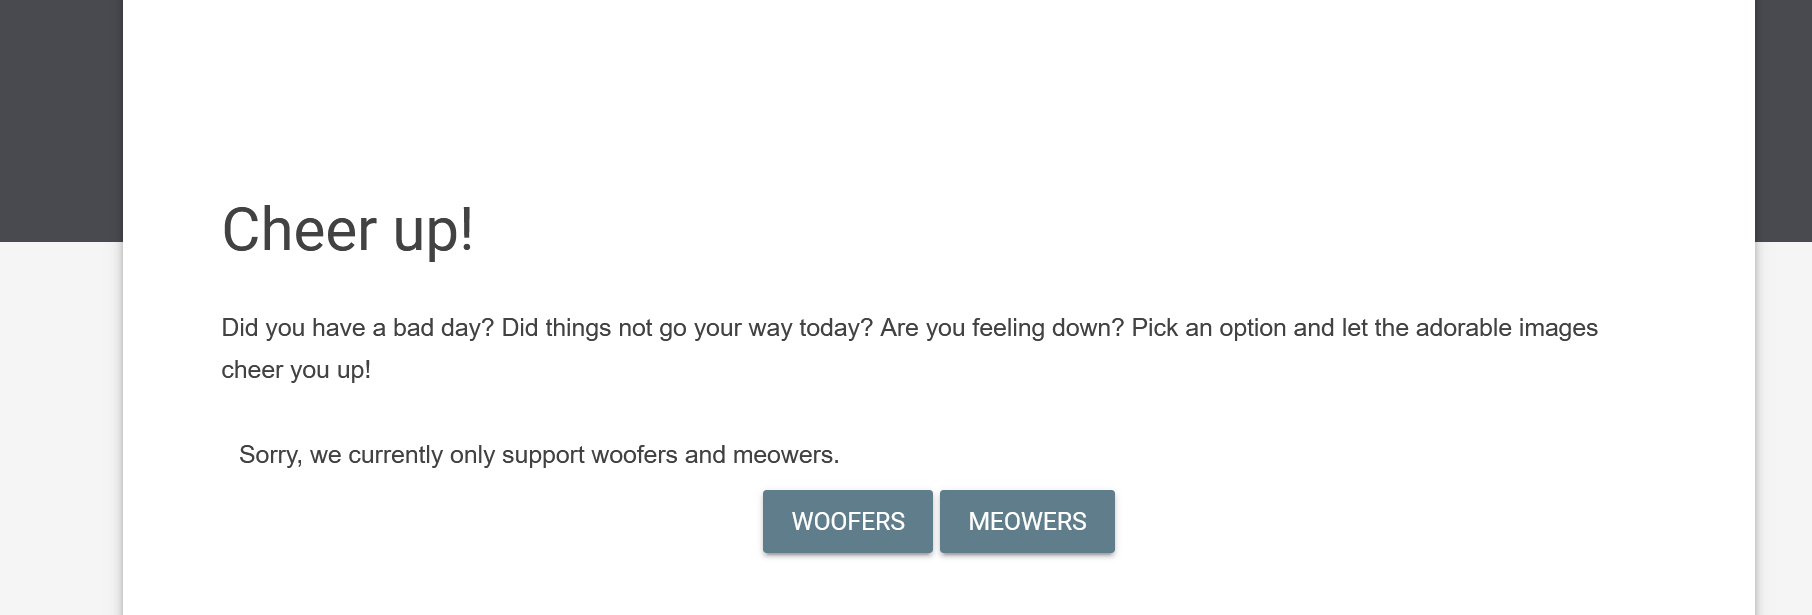 Cheer up!
Did you have a bad day? Did things not go your way today? Are you feeling down? Pick an option and let the adorable images
cheer you up!
Sorry, we currently only support woofers and meowers.
WOOFERS MEOWERS